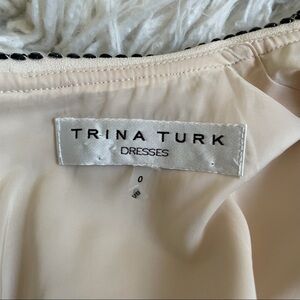 TRINA TURK
DRESSES
0